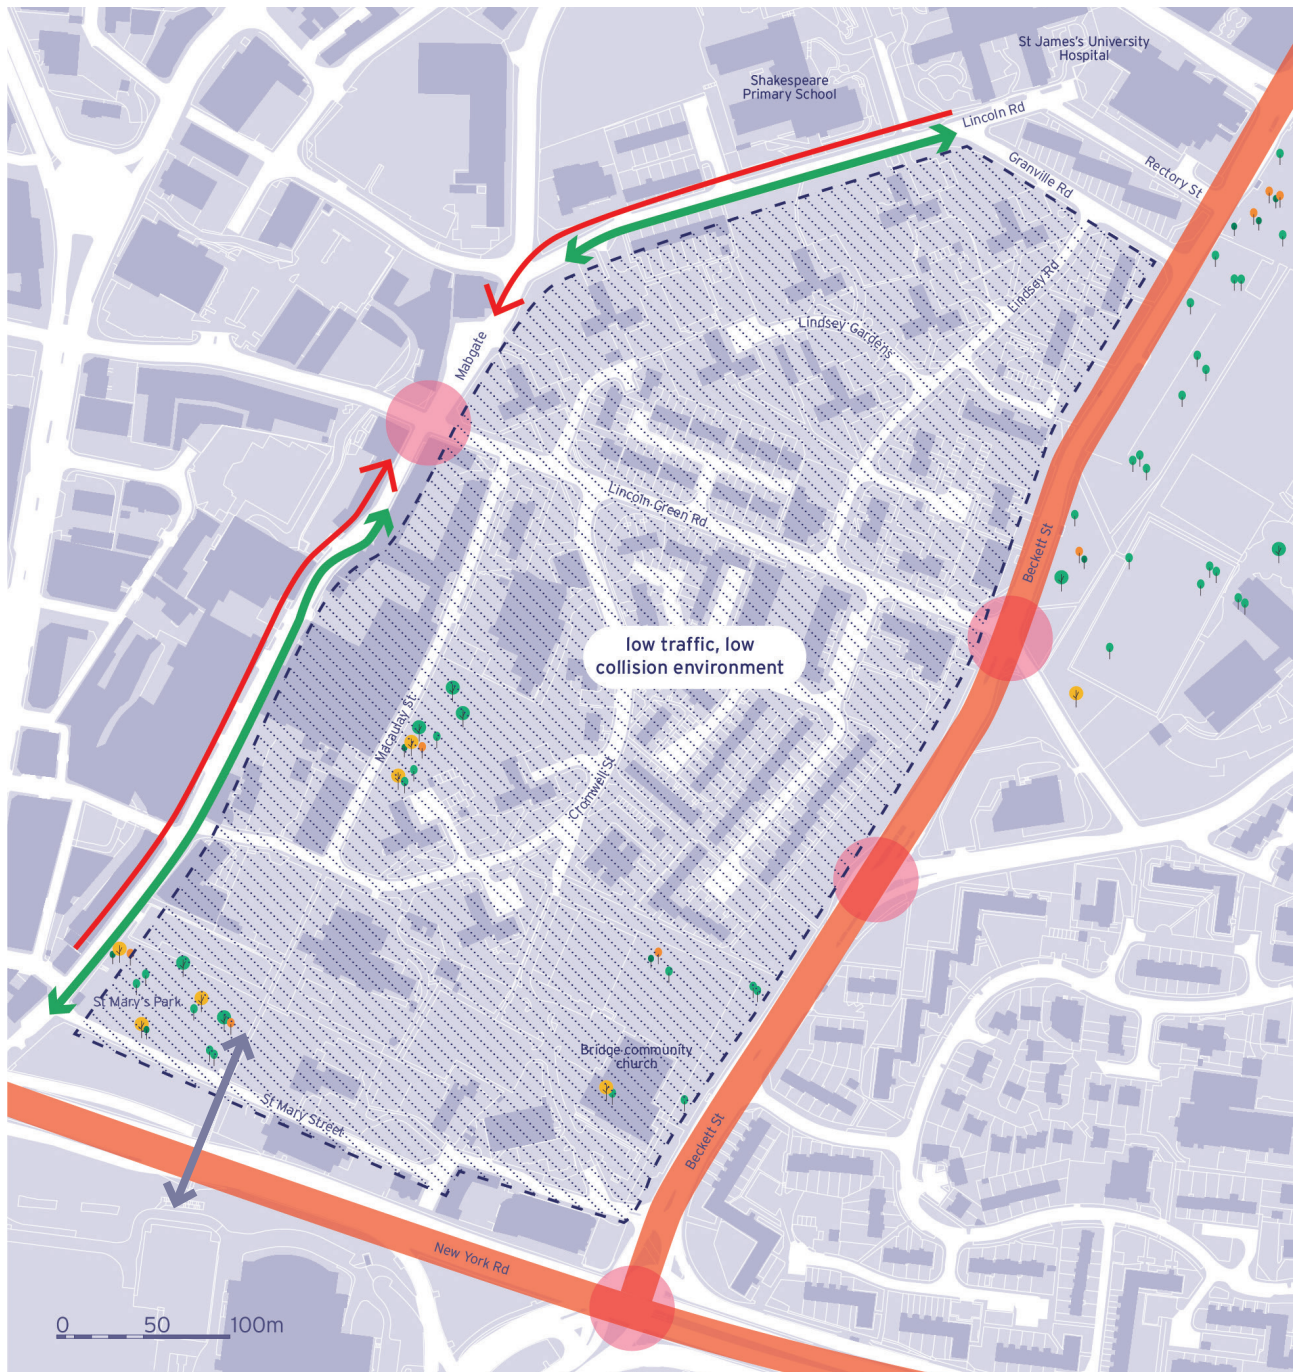 St James's University
Hospital
Shakespeare
Primary School
Lincoln Rd
Granville Rd
Rectory St
Lindsey Rd
Lindsey Gardens
Mabgate
Lincoln Green Rd
Beckett St
low traffic, low
collision environment
Macaulay St
Cromwell St
St Mary's Park
Bridge community
church
St Mary Street
Beckett St
New York Rd
0 50 100m